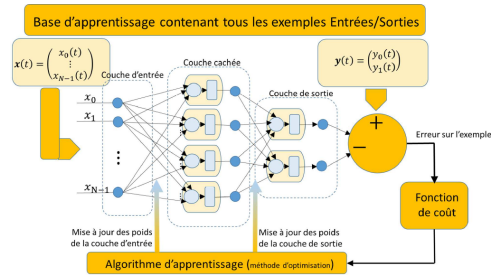 Base d'apprentissage contenant tous les exemples Entrées/Sorties
x(t) = (x₀(t) ⋮ x_{N−1}(t))
y(t) = (y₀(t) y₁(t))
Couche d'entrée
Couche cachée
Couche de sortie
x₀
x₁
⋮
x_{N−1}
+
−
Erreur sur l'exemple
Fonction
de coût
Mise à jour des poids
de la couche d'entrée
Mise à jour des poids
de la couche de sortie
Algorithme d'apprentissage (méthode d'optimisation)